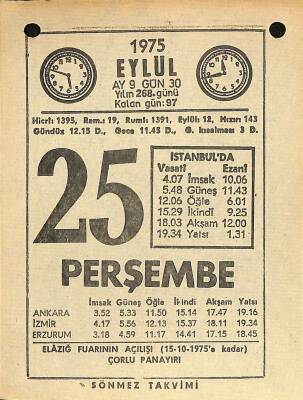 1975
EYLÜL
AY 9 GÜN 30
Yılın 268. günü
Kalan gün: 97
Hicri: 1395, Ram.: 19, Rumi: 1391, Eylül: 12, Hızır: 143
Gündüz 12.15 D., Gece 11.45 D., G. kısalması 3 D.
25
İSTANBUL'DA
Vasati Ezani
4.07 İmsak 10.06
5.48 Güneş 11.43
12.06 Öğle 6.01
15.29 İkindi 9.25
18.03 Akşam 12.00
19.34 Yatsı 1.31
PERŞEMBE
İmsak Güneş Öğle İkindi Akşam Yatsı
ANKARA 3.52 5.33 11.50 15.14 17.47 19.16
İZMİR 4.17 5.56 12.13 15.37 18.11 19.34
ERZURUM 3.18 4.59 11.17 14.41 17.15 18.45
ELÂZIĞ FUARININ AÇILIŞI (15-10-1975'e kadar)
ÇORLU PANAYIRI
SÖNMEZ TAKVİMİ